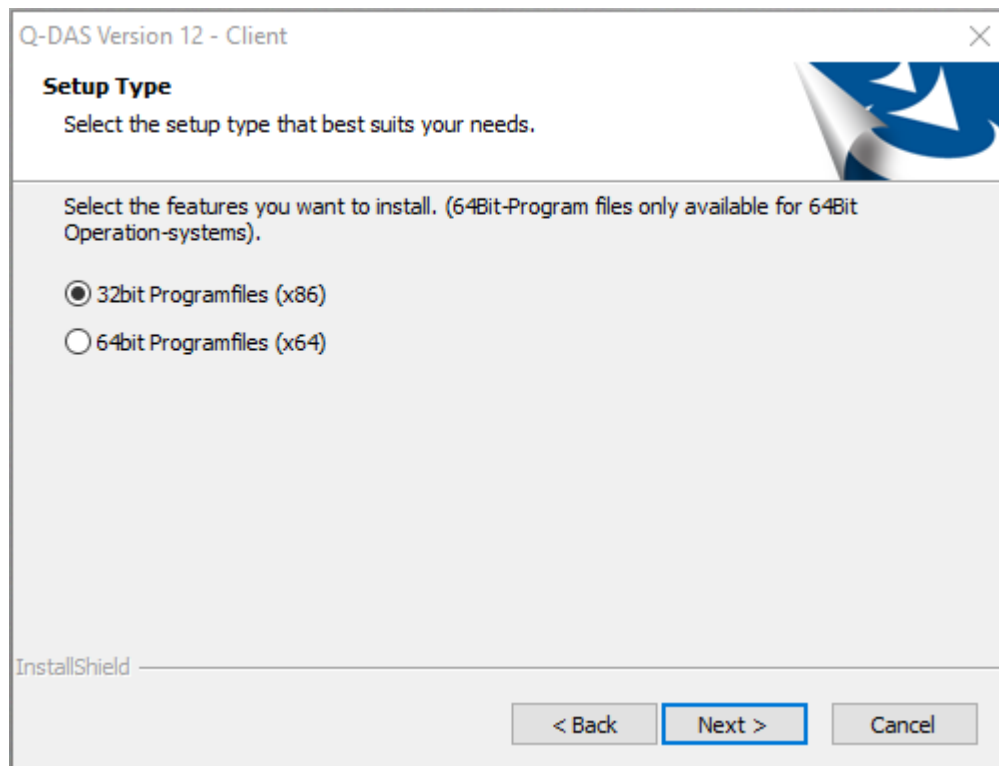 Q-DAS Version 12 - Client
Setup Type
Select the setup type that best suits your needs.
Select the features you want to install. (64Bit-Program files only available for 64Bit
Operation-systems).
32bit Programfiles (x86)
64bit Programfiles (x64)
InstallShield
< Back Next > Cancel